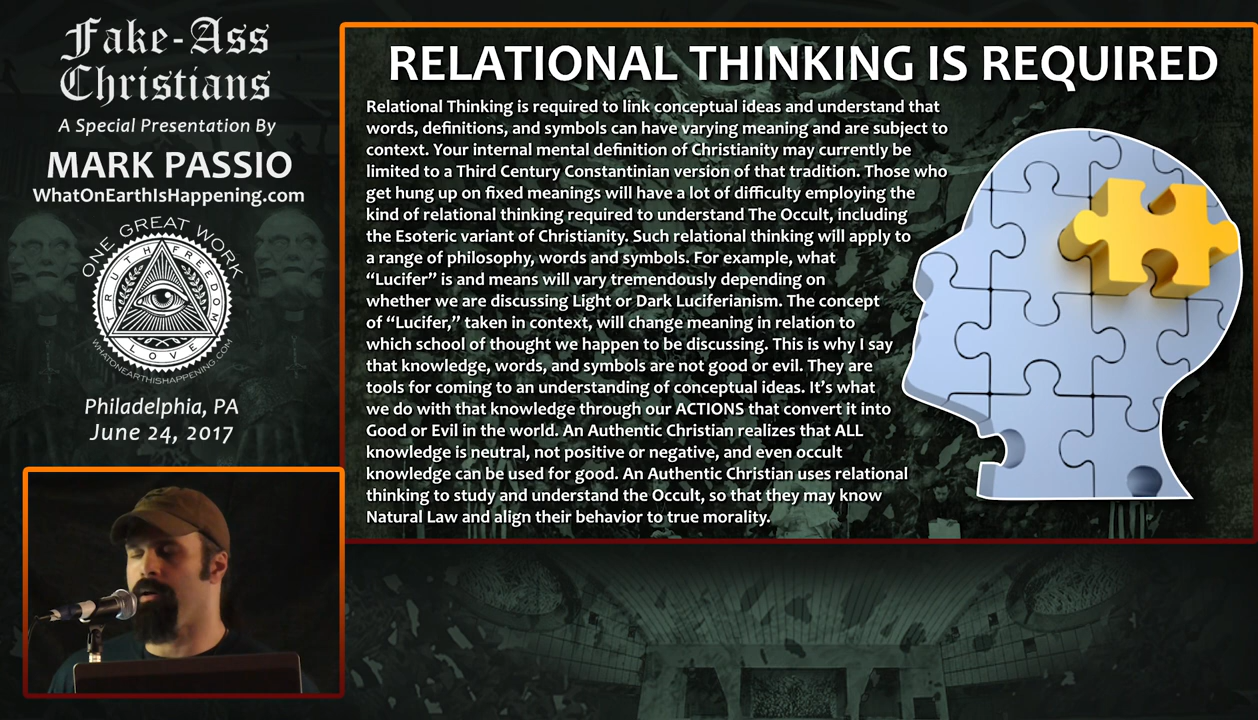 Fake-Ass
Christians
A Special Presentation By
MARK PASSIO
WhatOnEarthIsHappening.com
ONE GREAT WORK
TRUTH FREEDOM
LOVE
WHATONEARTHISHAPPENING.COM
Philadelphia, PA
June 24, 2017
RELATIONAL THINKING IS REQUIRED
Relational Thinking is required to link conceptual ideas and understand that
words, definitions, and symbols can have varying meaning and are subject to
context. Your internal mental definition of Christianity may currently be
limited to a Third Century Constantinian version of that tradition. Those who
get hung up on fixed meanings will have a lot of difficulty employing the
kind of relational thinking required to understand The Occult, including
the Esoteric variant of Christianity. Such relational thinking will apply to
a range of philosophy, words and symbols. For example, what
“Lucifer” is and means will vary tremendously depending on
whether we are discussing Light or Dark Luciferianism. The concept
of “Lucifer,” taken in context, will change meaning in relation to
which school of thought we happen to be discussing. This is why I say
that knowledge, words, and symbols are not good or evil. They are
tools for coming to an understanding of conceptual ideas. It’s what
we do with that knowledge through our ACTIONS that convert it into
Good or Evil in the world. An Authentic Christian realizes that ALL
knowledge is neutral, not positive or negative, and even occult
knowledge can be used for good. An Authentic Christian uses relational
thinking to study and understand the Occult, so that they may know
Natural Law and align their behavior to true morality.